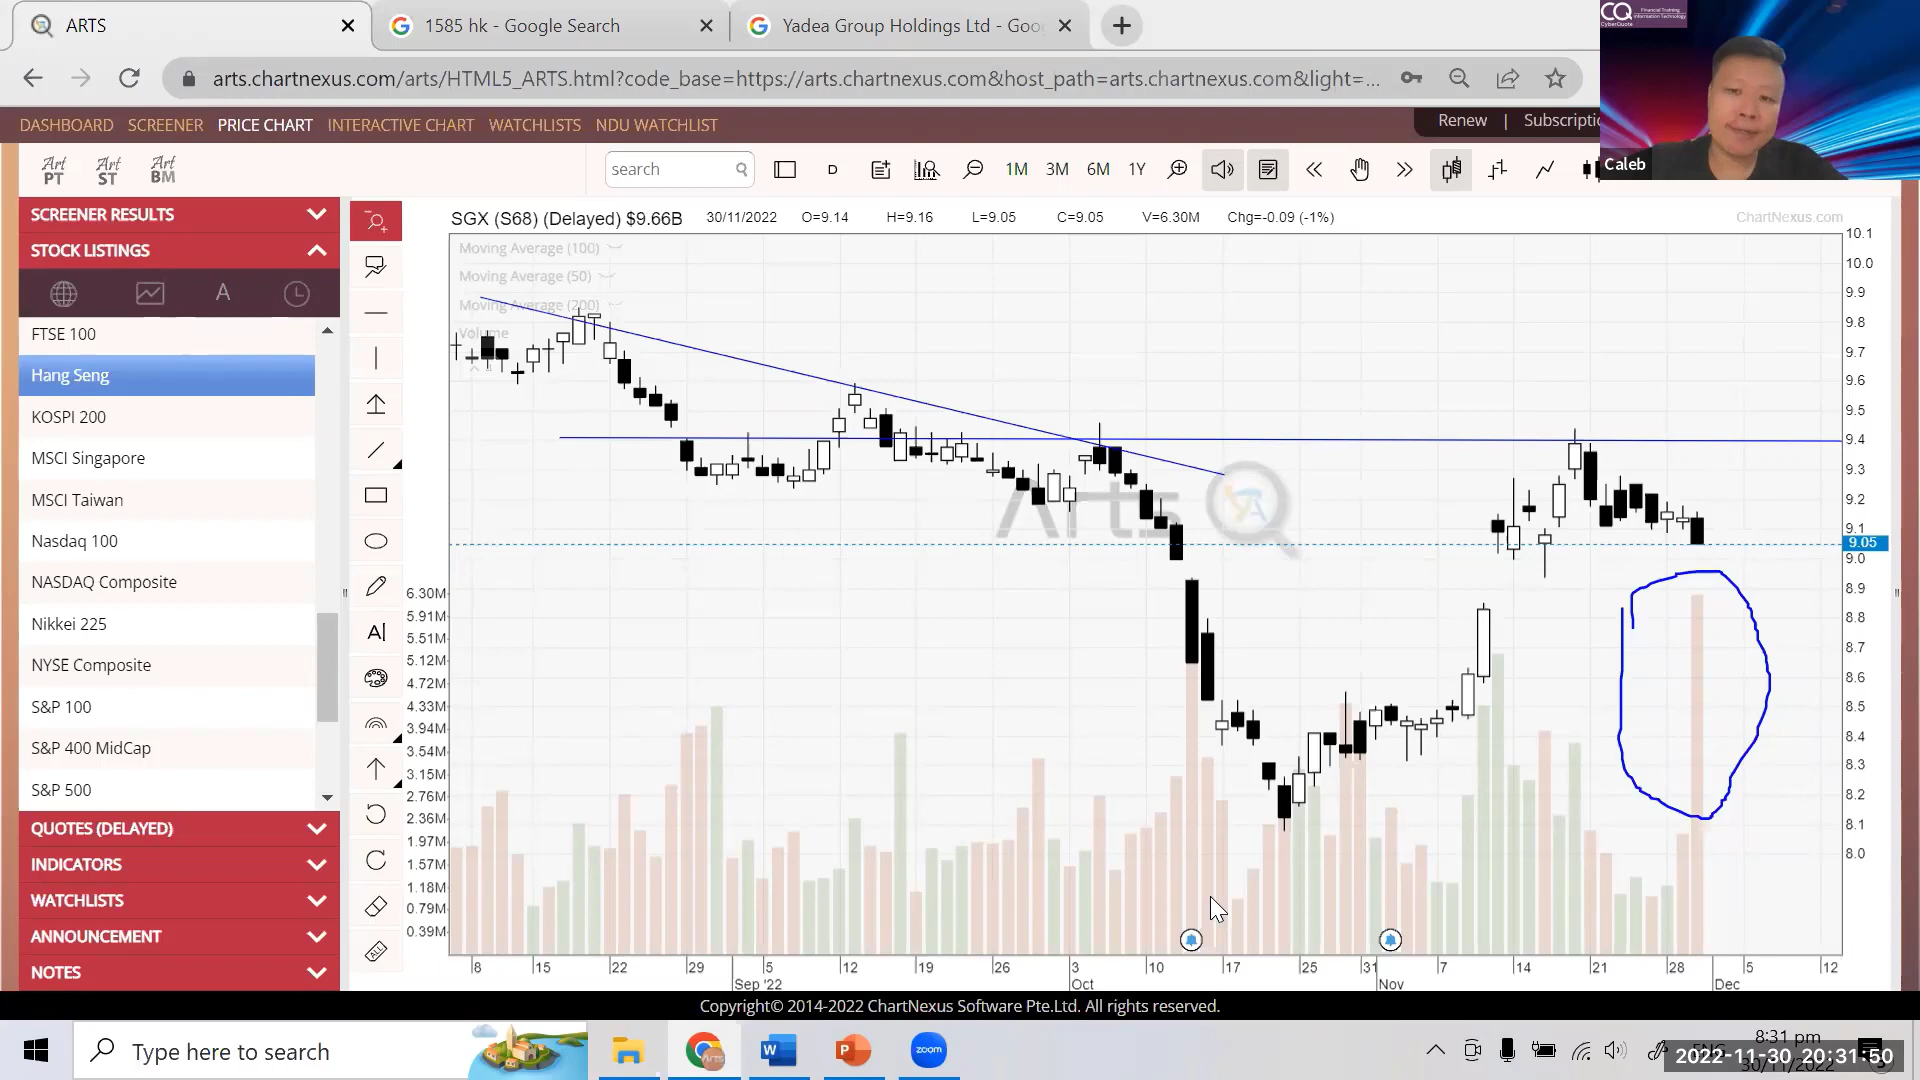 ARTS
1585 hk - Google Search
Yadea Group Holdings Ltd - Goo
arts.chartnexus.com/arts/HTML5_ARTS.html?code_base=https://arts.chartnexus.com&host_path=arts.chartnexus.com&light=...
CQ
CyberQuote
Financial Training
Information Technology
Caleb
DASHBOARD SCREENER PRICE CHART INTERACTIVE CHART WATCHLISTS NDU WATCHLIST
Renew | Subscriptio
Art PT
Art ST
Art BM
search
D
1M 3M 6M 1Y
SCREENER RESULTS
STOCK LISTINGS
A
FTSE 100
Hang Seng
KOSPI 200
MSCI Singapore
MSCI Taiwan
Nasdaq 100
NASDAQ Composite
Nikkei 225
NYSE Composite
S&P 100
S&P 400 MidCap
S&P 500
QUOTES (DELAYED)
INDICATORS
WATCHLISTS
ANNOUNCEMENT
NOTES
A
SGX (S68) (Delayed) $9.66B 30/11/2022 O=9.14 H=9.16 L=9.05 C=9.05 V=6.30M Chg=-0.09 (-1%)
ChartNexus.com
Moving Average (100)
Moving Average (50)
Moving Average (200)
Volume
Arts
10.1
10.0
9.9
9.8
9.7
9.6
9.5
9.4
9.3
9.2
9.1
9.05
9.0
8.9
8.8
8.7
8.6
8.5
8.4
8.3
8.2
8.1
8.0
6.30M
5.91M
5.51M
5.12M
4.72M
4.33M
3.94M
3.54M
3.15M
2.76M
2.36M
1.97M
1.57M
1.18M
0.79M
0.39M
8 15 22 29 5 12 19 26 3 10 17 25 31 7 14 21 28 5 12
Sep '22 Oct Nov Dec
Copyright© 2014-2022 ChartNexus Software Pte.Ltd. All rights reserved.
Type here to search
W
P
zoom
8:31 pm
30/11/2022
2022-11-30 20:31:50